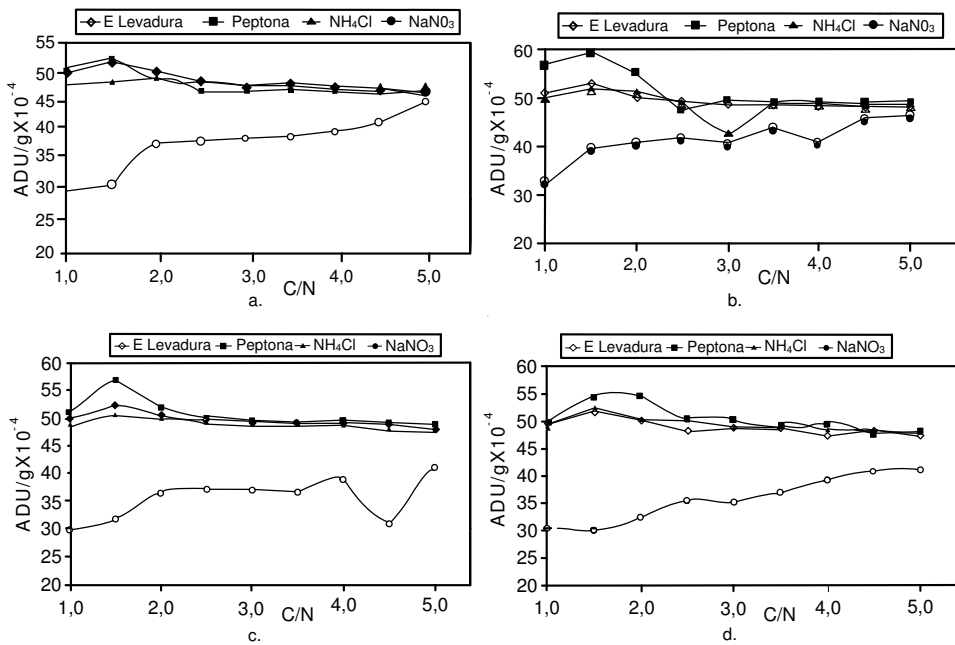 E Levadura Peptona NH₄Cl NaN0₃
55
50
45
40
35
30
25
20
ADU/gX10⁻⁴
1,0 2,0 3,0 4,0 5,0
C/N
a.
E Levadura Peptona NH₄Cl NaN0₃
60
50
40
30
20
ADU/gX10⁻⁴
1,0 2,0 3,0 4,0 5,0
C/N
b.
E Levadura Peptona NH₄Cl NaNO₃
60
55
50
45
40
35
30
25
20
ADU/gX10⁻⁴
1,0 2,0 3,0 4,0 5,0
C/N
c.
E Levadura Peptona NH₄Cl NaNO₃
60
55
50
45
40
35
30
25
20
ADU/gX10⁻⁴
1,0 2,0 3,0 4,0 5,0
C/N
d.